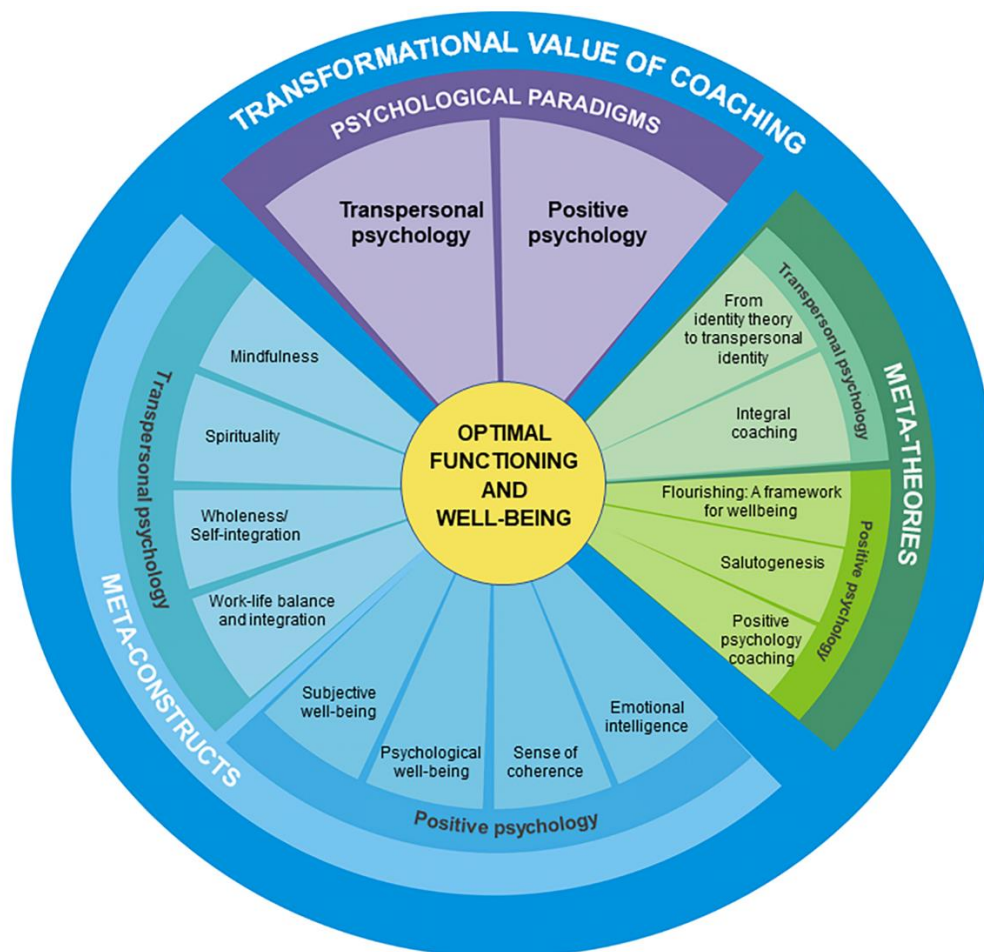 TRANSFORMATIONAL VALUE OF COACHING
PSYCHOLOGICAL PARADIGMS
Transpersonal
psychology
Positive
psychology
META-THEORIES
Transpersonal psychology
From
identity theory
to transpersonal
identity
Integral
coaching
Positive psychology
Flourishing: A framework
for wellbeing
Salutogenesis
Positive
psychology
coaching
META-CONSTRUCTS
Positive psychology
Emotional
intelligence
Sense of
coherence
Psychological
well-being
Subjective
well-being
Transpersonal psychology
Work-life balance
and integration
Wholeness/
Self-integration
Spirituality
Mindfulness
OPTIMAL
FUNCTIONING
AND
WELL-BEING